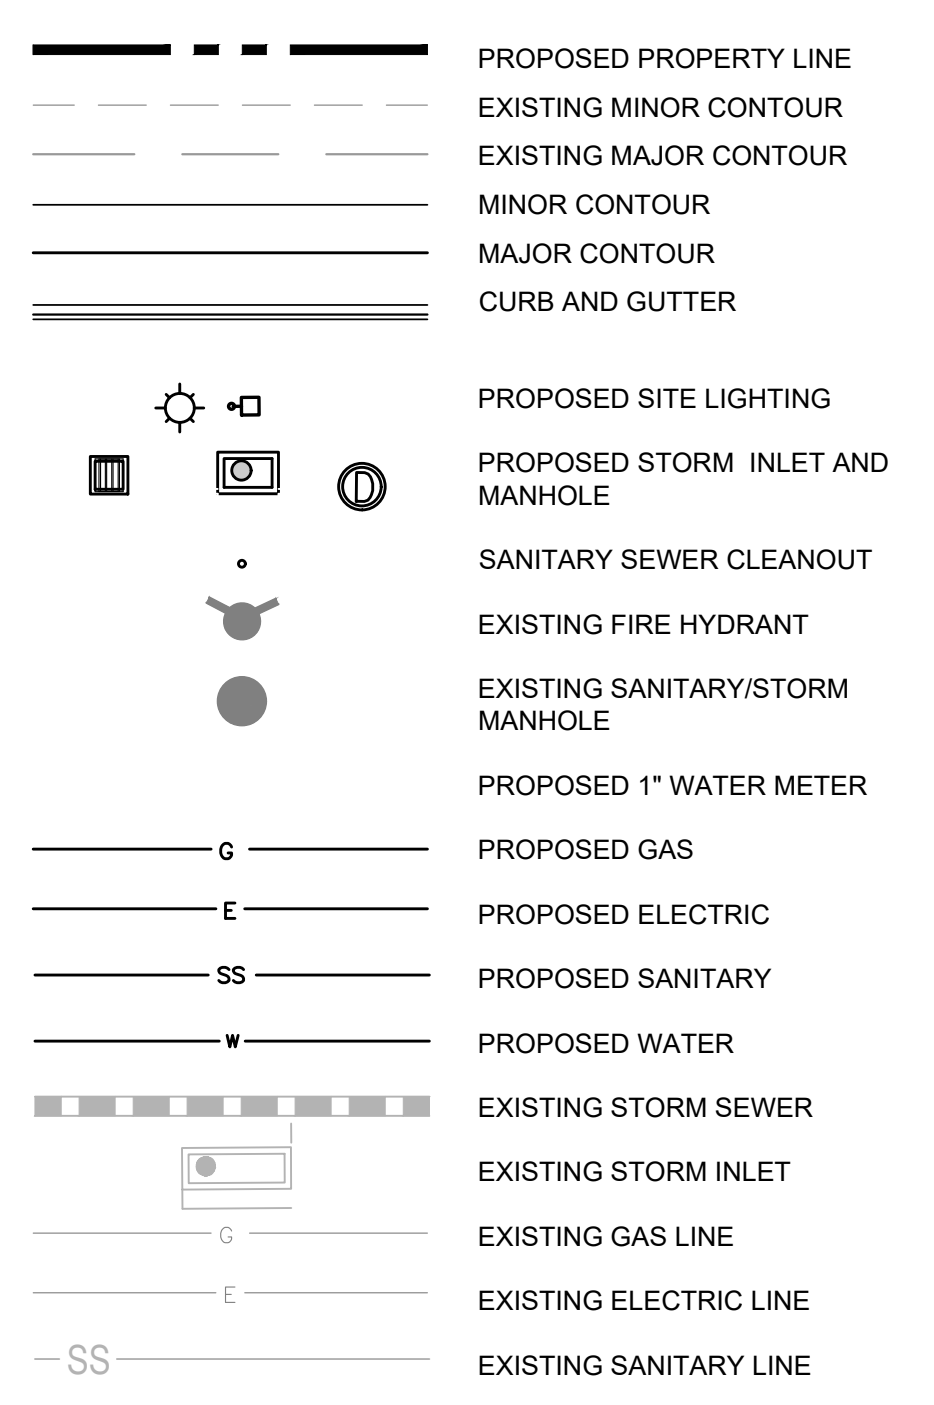 PROPOSED PROPERTY LINE
EXISTING MINOR CONTOUR
EXISTING MAJOR CONTOUR
MINOR CONTOUR
MAJOR CONTOUR
CURB AND GUTTER
PROPOSED SITE LIGHTING
PROPOSED STORM INLET AND
MANHOLE
D
SANITARY SEWER CLEANOUT
EXISTING FIRE HYDRANT
EXISTING SANITARY/STORM
MANHOLE
PROPOSED 1" WATER METER
G PROPOSED GAS
E PROPOSED ELECTRIC
SS PROPOSED SANITARY
W PROPOSED WATER
EXISTING STORM SEWER
EXISTING STORM INLET
G EXISTING GAS LINE
E EXISTING ELECTRIC LINE
SS EXISTING SANITARY LINE